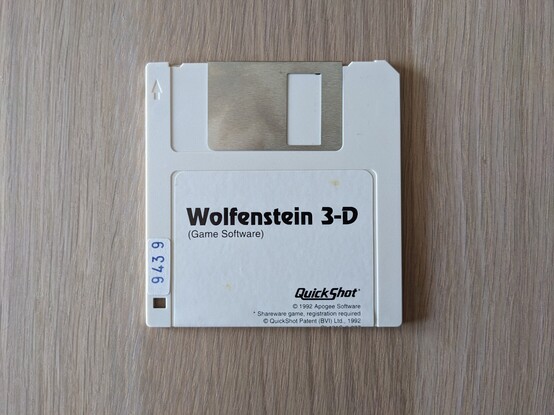 Wolfenstein 3-D
(Game Software)
9439
QuickShot
© 1992 Apogee Software
* Shareware game, registration required
© QuickShot Patent (BVI) Ltd., 1992